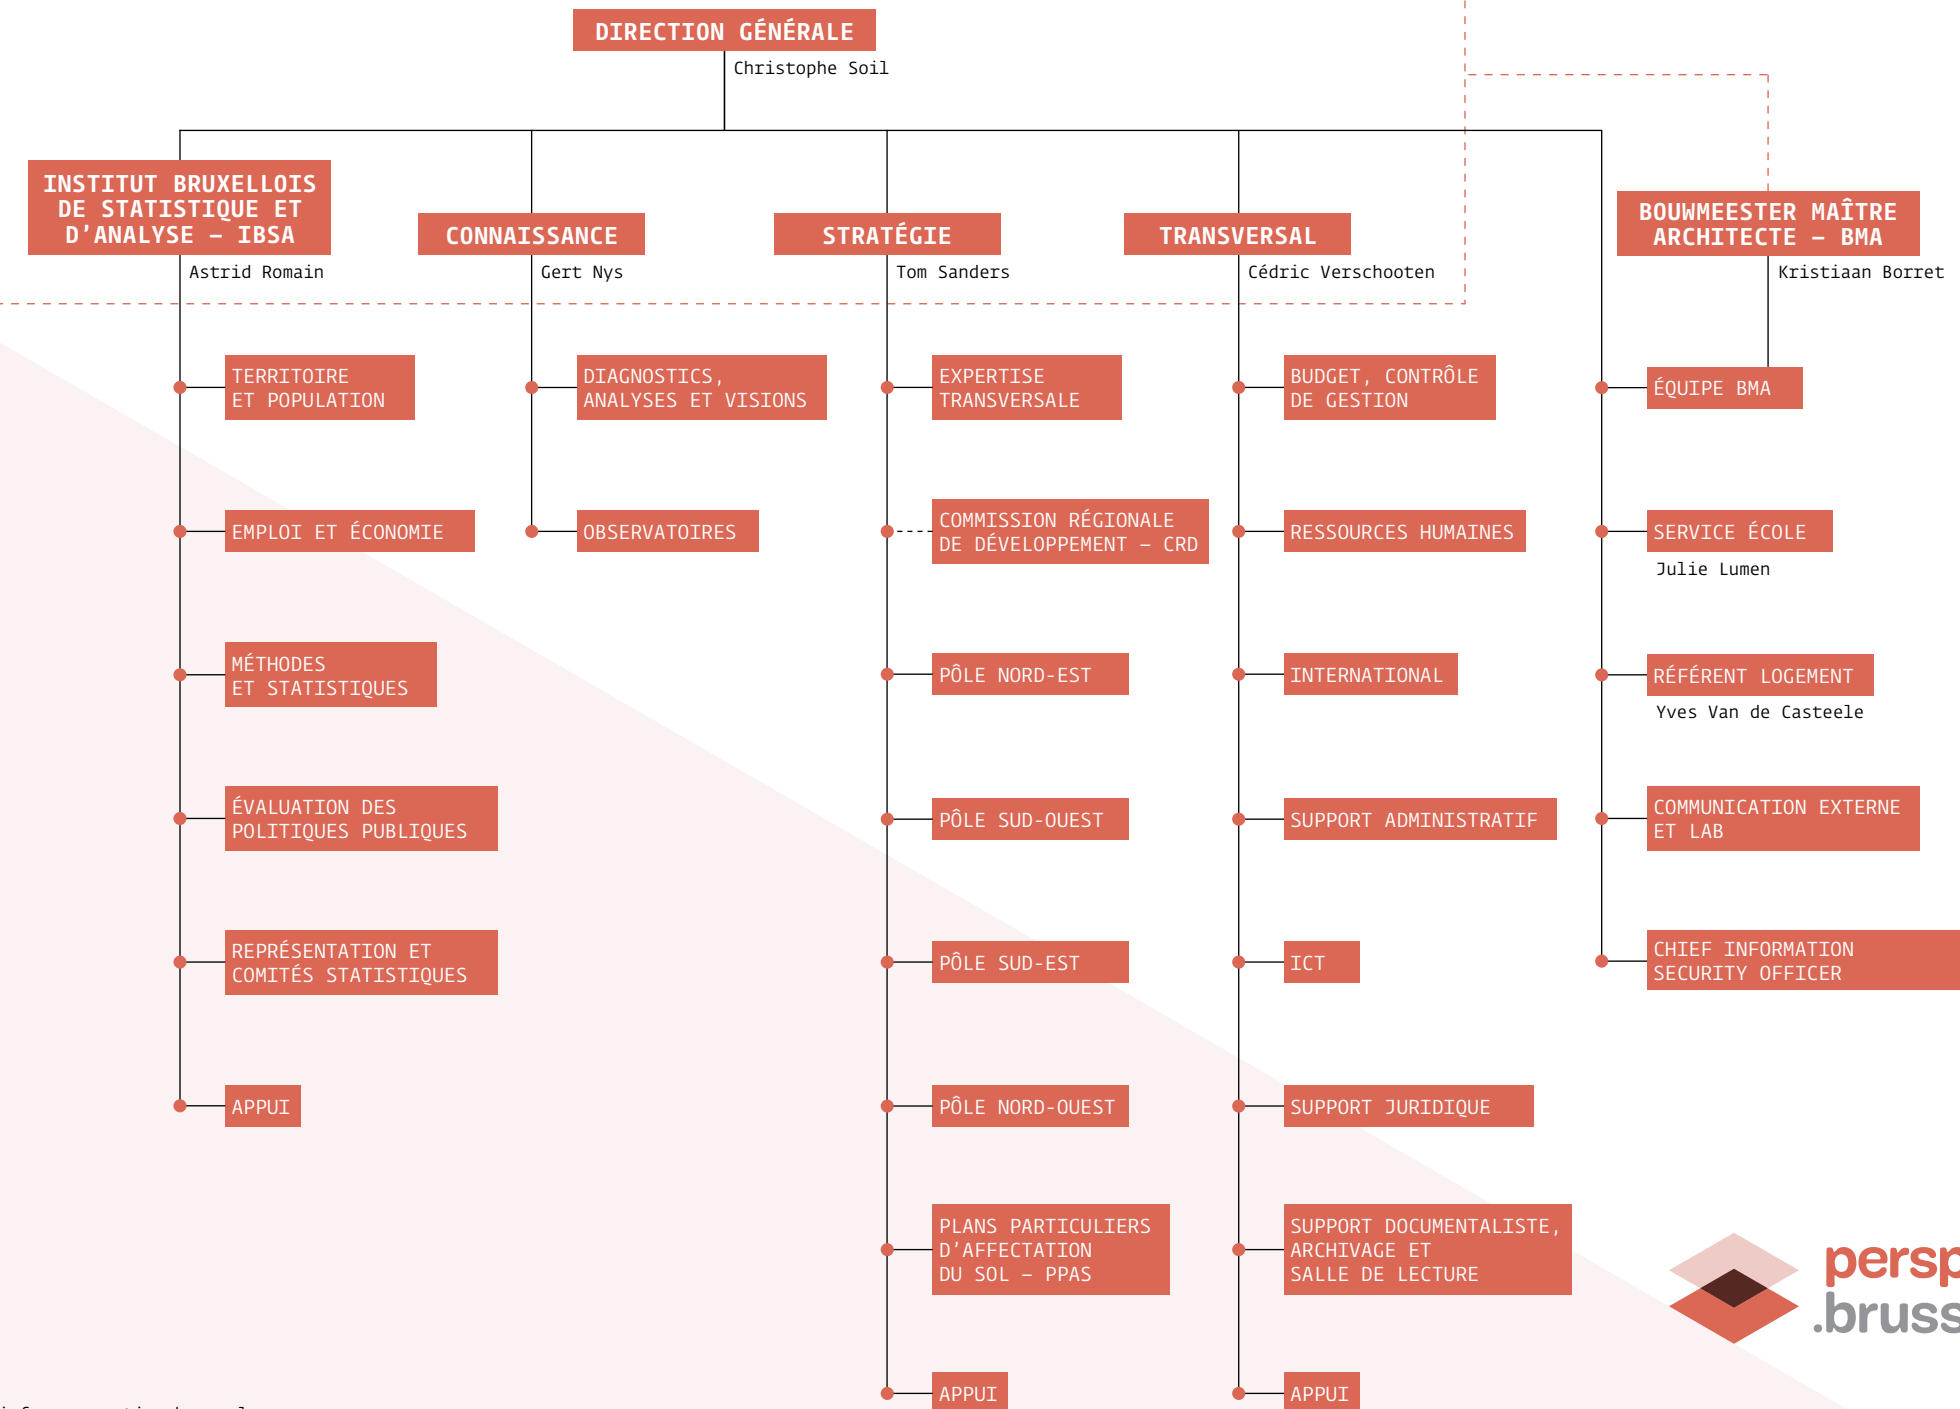 DIRECTION GÉNÉRALE
Christophe Soil
INSTITUT BRUXELLOIS
DE STATISTIQUE ET
D'ANALYSE – IBSA
Astrid Romain
TERRITOIRE
ET POPULATION
EMPLOI ET ÉCONOMIE
MÉTHODES
ET STATISTIQUES
ÉVALUATION DES
POLITIQUES PUBLIQUES
REPRÉSENTATION ET
COMITÉS STATISTIQUES
APPUI
CONNAISSANCE
Gert Nys
DIAGNOSTICS,
ANALYSES ET VISIONS
OBSERVATOIRES
STRATÉGIE
Tom Sanders
EXPERTISE
TRANSVERSALE
COMMISSION RÉGIONALE
DE DÉVELOPPEMENT – CRD
PÔLE NORD-EST
PÔLE SUD-OUEST
PÔLE SUD-EST
PÔLE NORD-OUEST
PLANS PARTICULIERS
D'AFFECTATION
DU SOL – PPAS
APPUI
TRANSVERSAL
Cédric Verschooten
BUDGET, CONTRÔLE
DE GESTION
RESSOURCES HUMAINES
INTERNATIONAL
SUPPORT ADMINISTRATIF
ICT
SUPPORT JURIDIQUE
SUPPORT DOCUMENTALISTE,
ARCHIVAGE ET
SALLE DE LECTURE
APPUI
BOUWMEESTER MAÎTRE
ARCHITECTE – BMA
Kristiaan Borret
ÉQUIPE BMA
SERVICE ÉCOLE
Julie Lumen
RÉFÉRENT LOGEMENT
Yves Van de Casteele
COMMUNICATION EXTERNE
ET LAB
CHIEF INFORMATION
SECURITY OFFICER
persp
.bruss